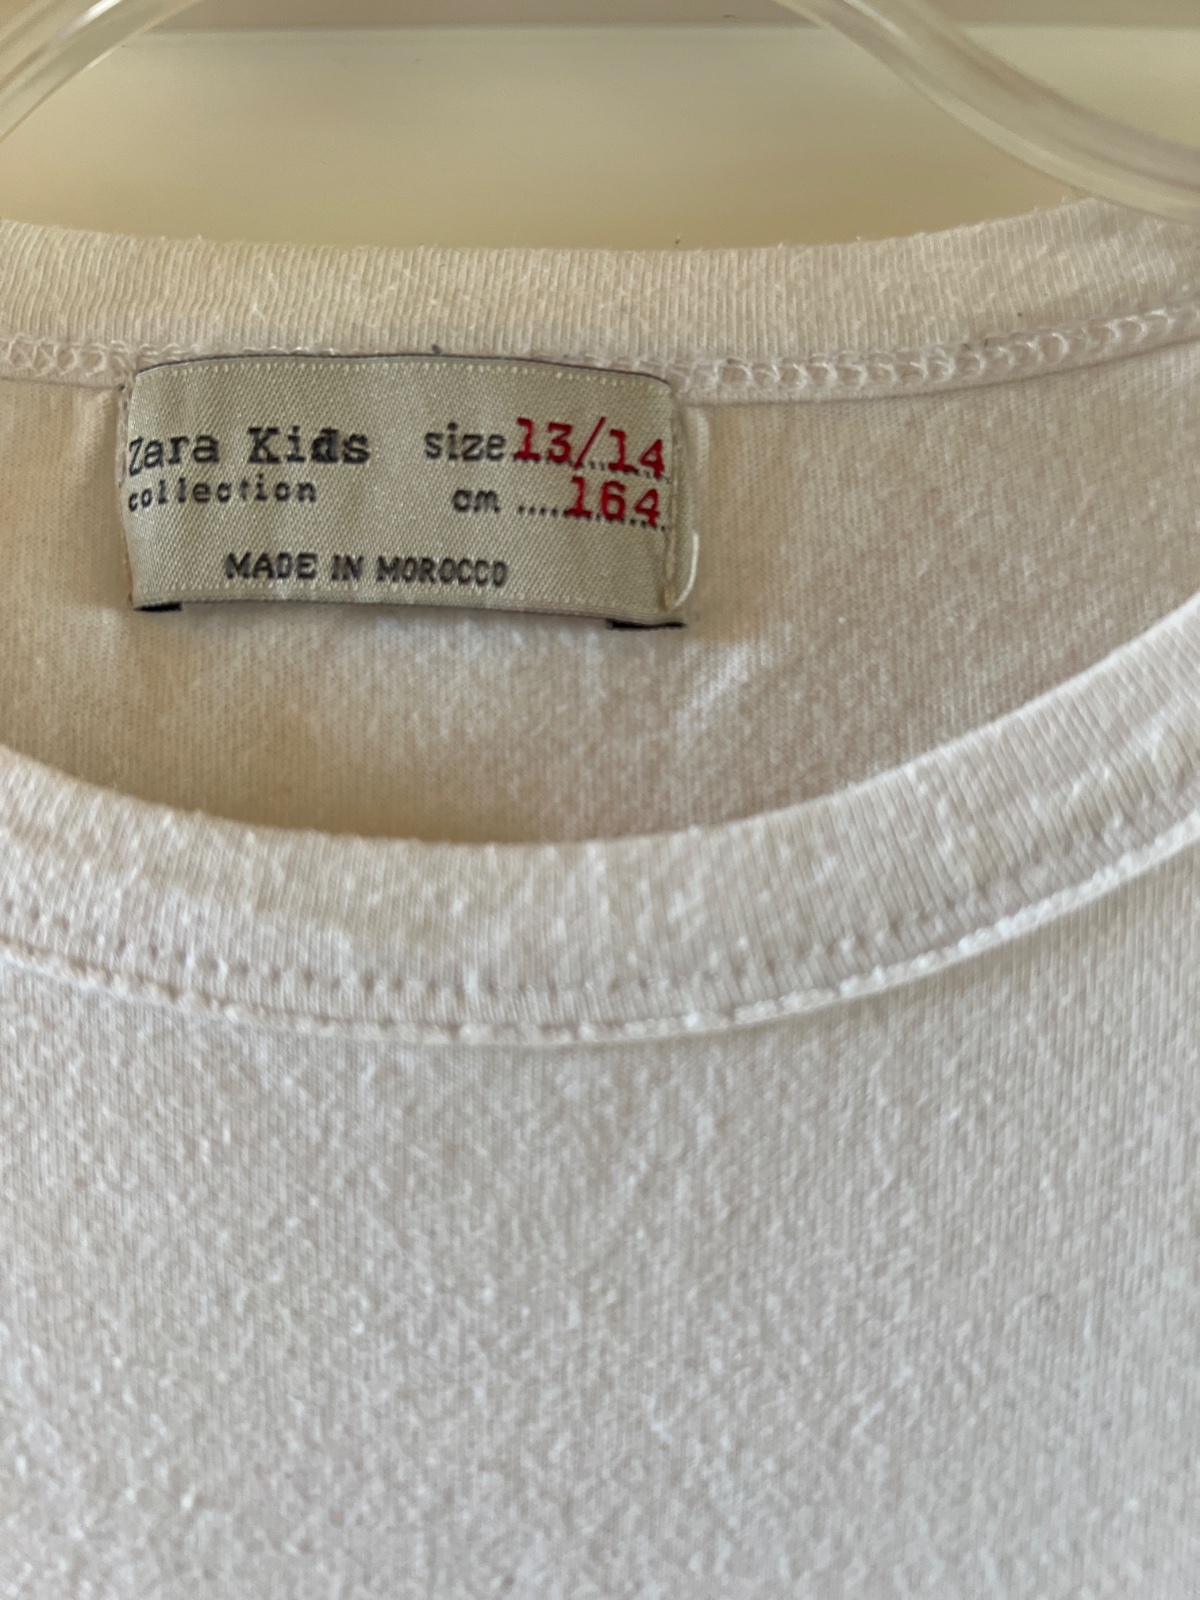 Zara Kids size 13/14
collection cm ....164
MADE IN MOROCCO